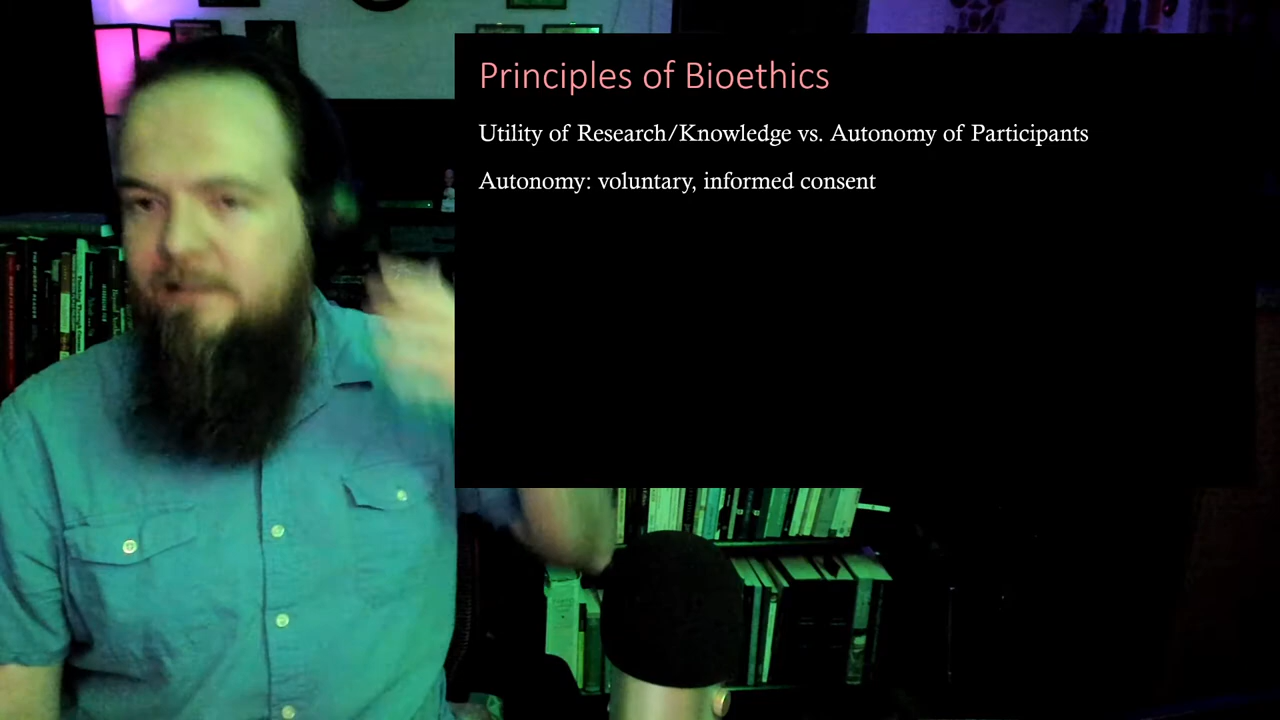 Principles of Bioethics
Utility of Research/Knowledge vs. Autonomy of Participants
Autonomy: voluntary, informed consent